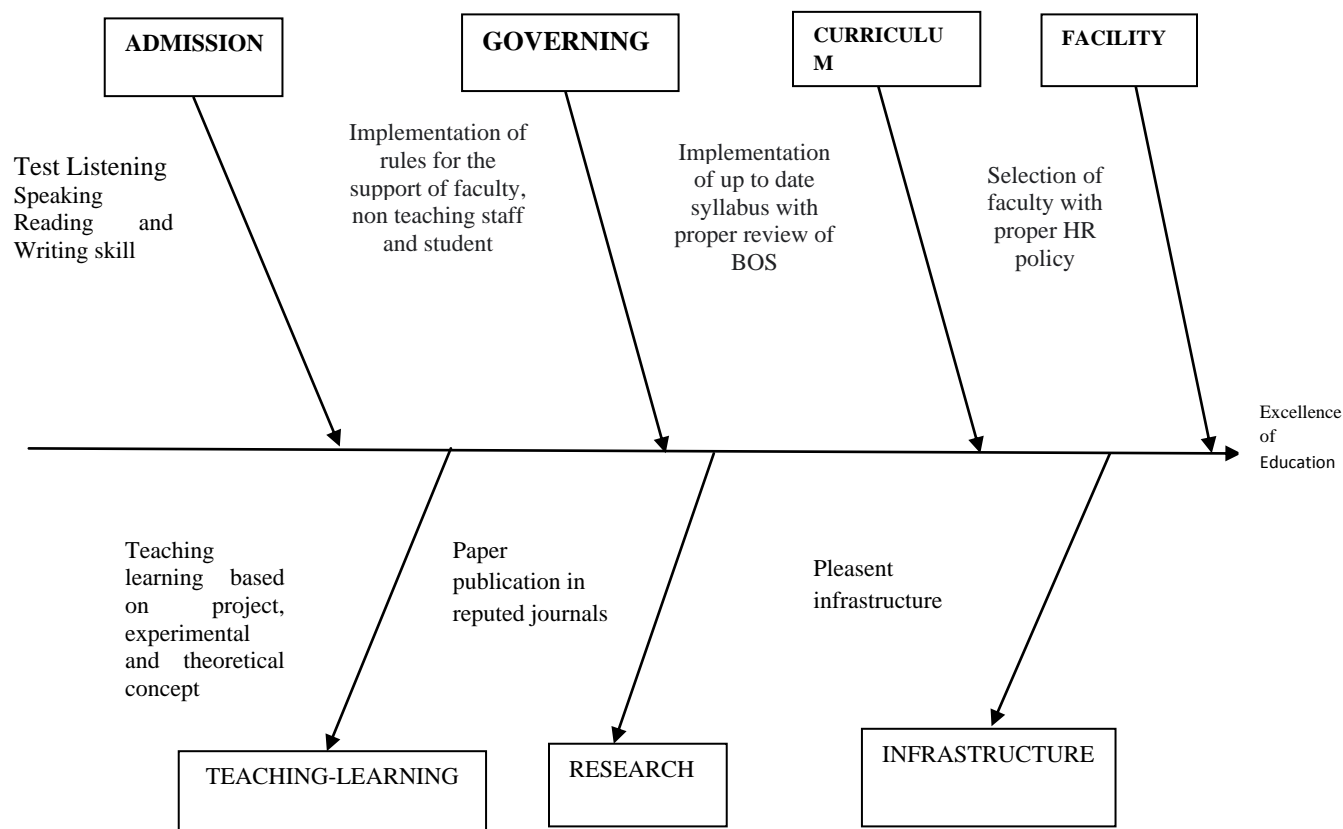 ADMISSION
GOVERNING
CURRICULU
M
FACILITY
Test Listening
Speaking
Reading and
Writing skill
Implementation of
rules for the
support of faculty,
non teaching staff
and student
Implementation
of up to date
syllabus with
proper review of
BOS
Selection of
faculty with
proper HR
policy
Excellence
of
Education
Teaching
learning based
on project,
experimental
and theoretical
concept
Paper
publication in
reputed journals
Pleasent
infrastructure
TEACHING-LEARNING
RESEARCH
INFRASTRUCTURE